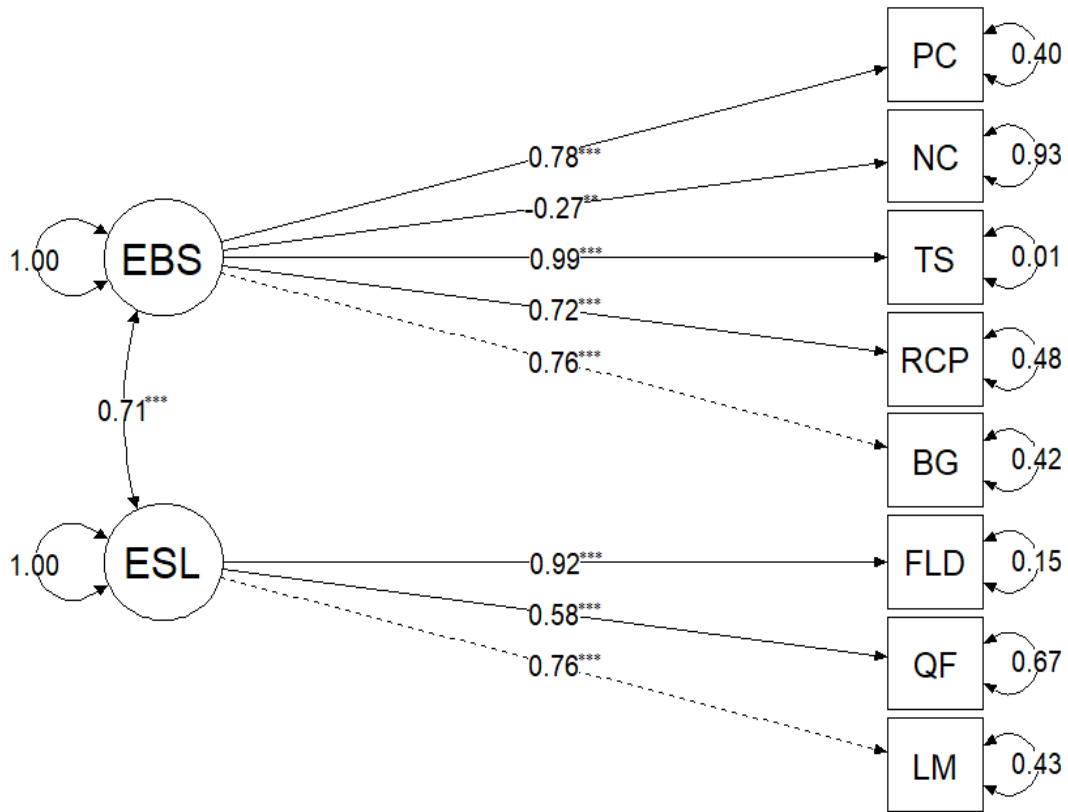 PC
0.40
0.78***
NC
0.93
-0.27**
EBS
1.00
0.99***
TS
0.01
0.72***
RCP
0.48
0.76***
0.71***
BG
0.42
ESL
1.00
0.92***
FLD
0.15
0.58***
QF
0.67
0.76***
LM
0.43